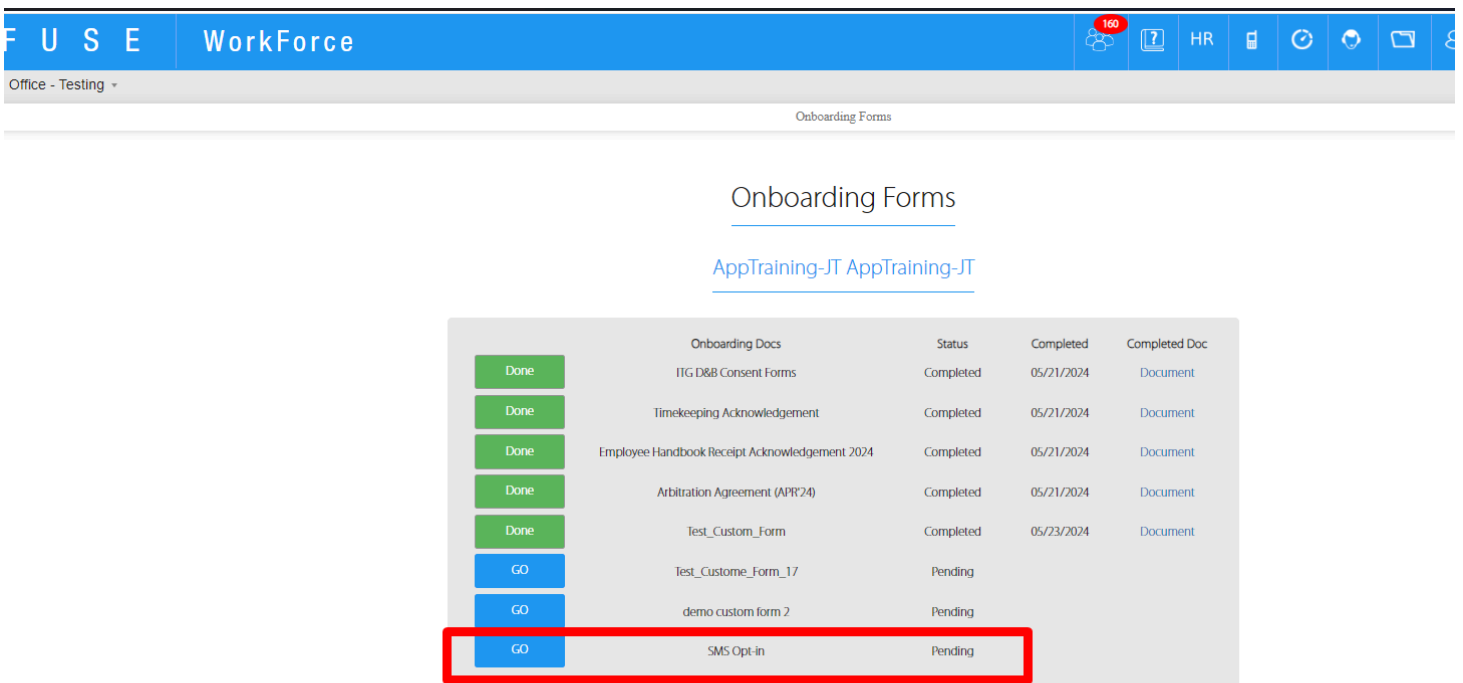 FUSE WorkForce 160 HR
Office - Testing
Onboarding Forms
Onboarding Forms
AppTraining-JT AppTraining-JT
Onboarding Docs Status Completed Completed Doc
Done ITG D&B Consent Forms Completed 05/21/2024 Document
Done Timekeeping Acknowledgement Completed 05/21/2024 Document
Done Employee Handbook Receipt Acknowledgement 2024 Completed 05/21/2024 Document
Done Arbitration Agreement (APR'24) Completed 05/21/2024 Document
Done Test_Custom_Form Completed 05/23/2024 Document
GO Test_Custome_Form_17 Pending
GO demo custom form 2 Pending
GO SMS Opt-in Pending